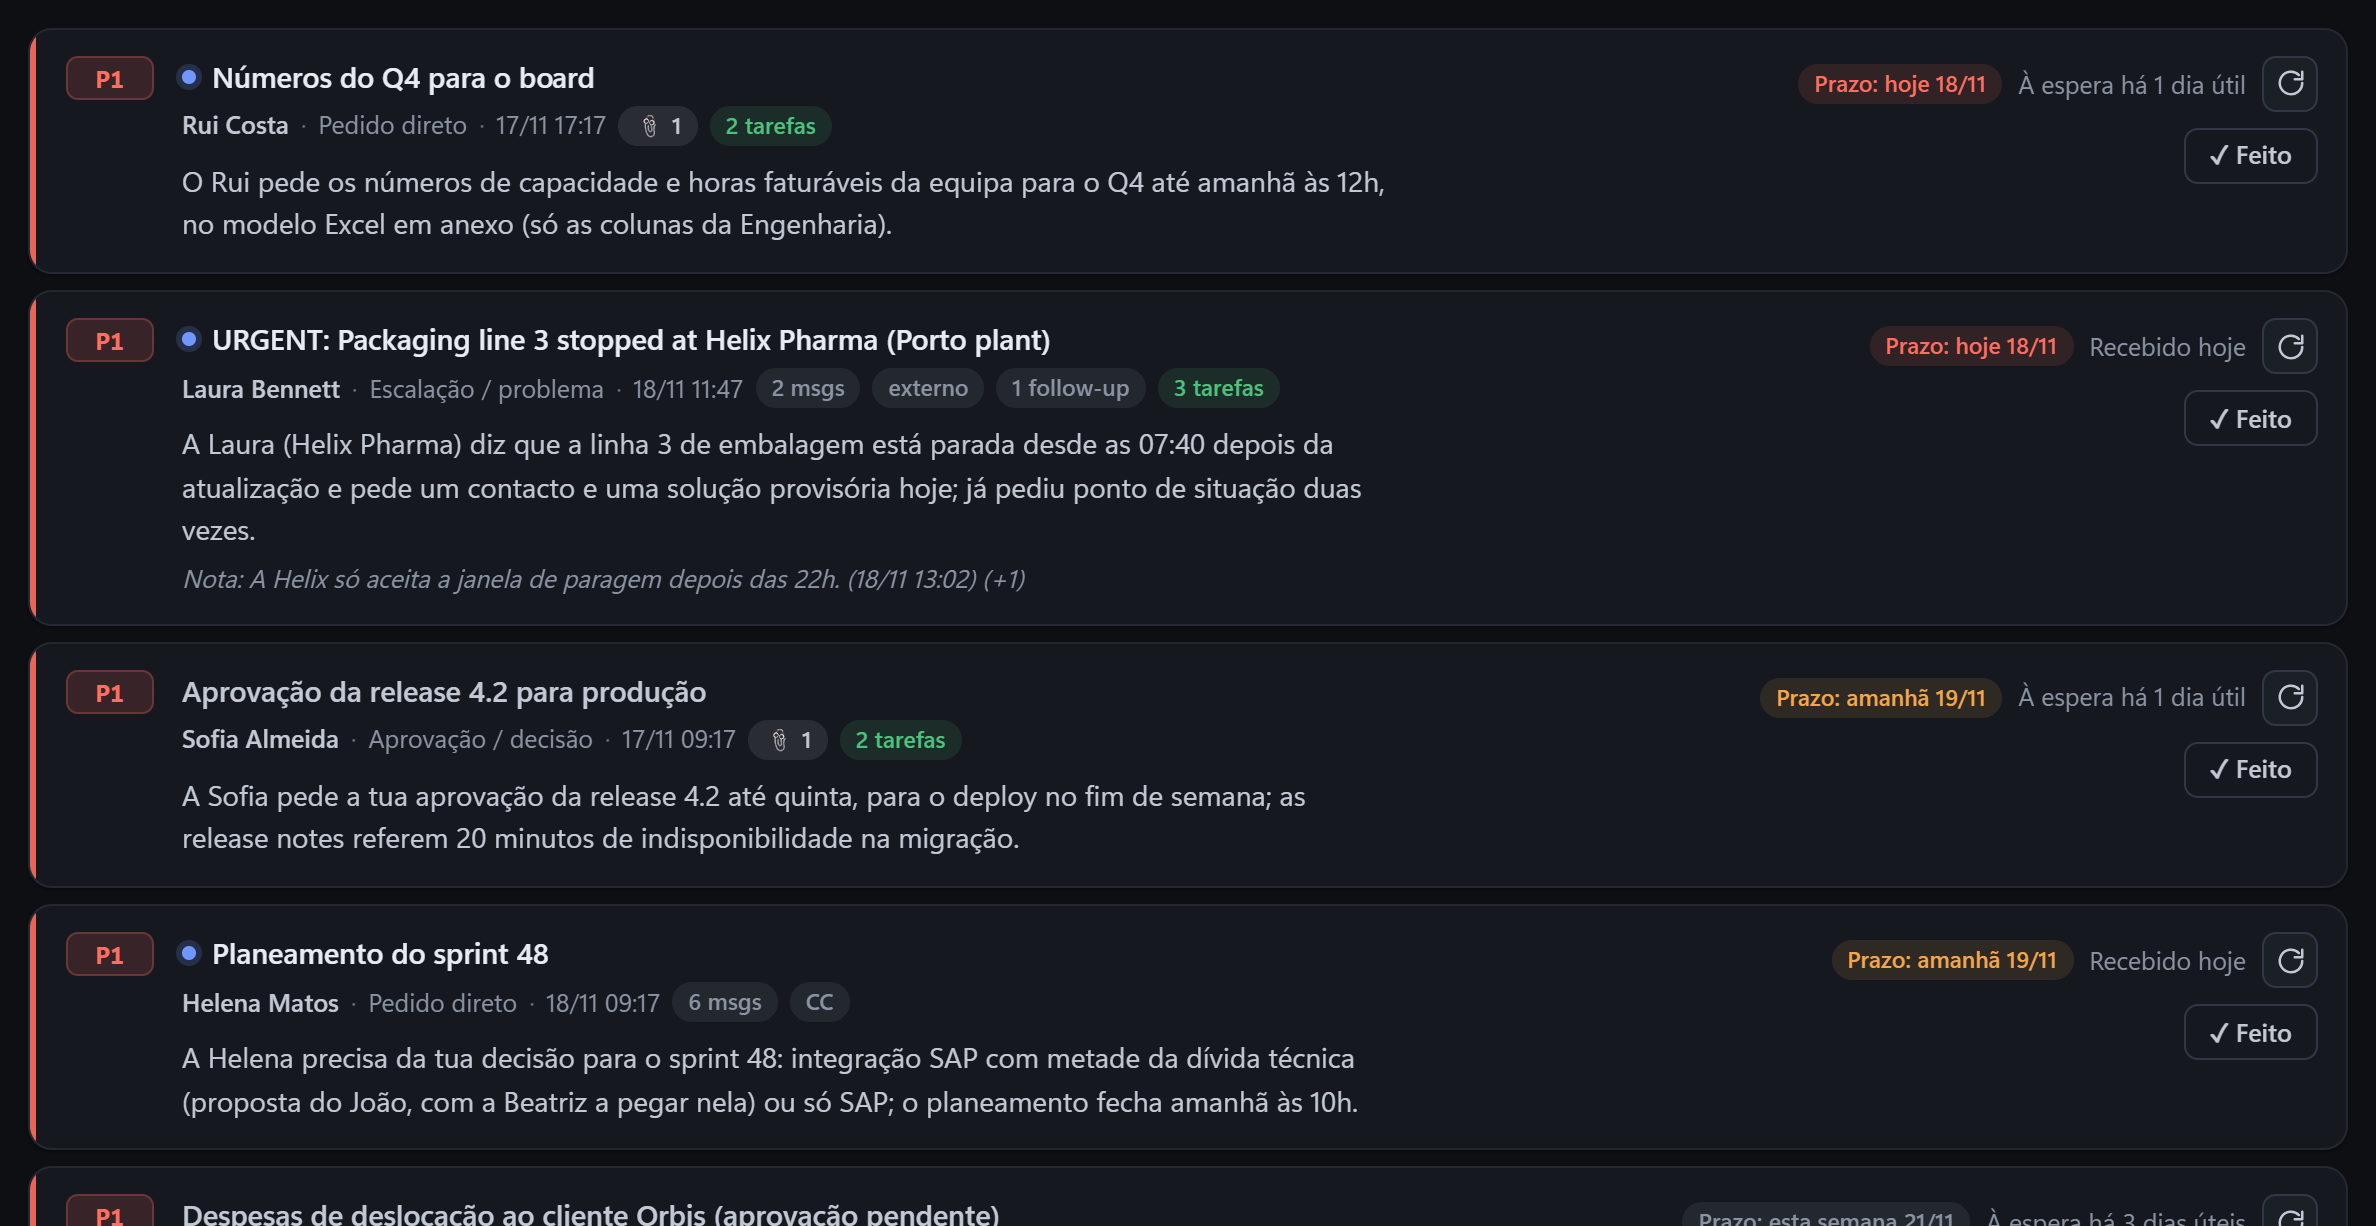 P1 Números do Q4 para o board Prazo: hoje 18/11 À espera há 1 dia útil
Rui Costa · Pedido direto · 17/11 17:17 1 2 tarefas
✓ Feito
O Rui pede os números de capacidade e horas faturáveis da equipa para o Q4 até amanhã às 12h,
no modelo Excel em anexo (só as colunas da Engenharia).
P1 URGENT: Packaging line 3 stopped at Helix Pharma (Porto plant) Prazo: hoje 18/11 Recebido hoje
Laura Bennett · Escalação / problema · 18/11 11:47 2 msgs externo 1 follow-up 3 tarefas
✓ Feito
A Laura (Helix Pharma) diz que a linha 3 de embalagem está parada desde as 07:40 depois da
atualização e pede um contacto e uma solução provisória hoje; já pediu ponto de situação duas
vezes.
Nota: A Helix só aceita a janela de paragem depois das 22h. (18/11 13:02) (+1)
P1 Aprovação da release 4.2 para produção Prazo: amanhã 19/11 À espera há 1 dia útil
Sofia Almeida · Aprovação / decisão · 17/11 09:17 1 2 tarefas
✓ Feito
A Sofia pede a tua aprovação da release 4.2 até quinta, para o deploy no fim de semana; as
release notes referem 20 minutos de indisponibilidade na migração.
P1 Planeamento do sprint 48 Prazo: amanhã 19/11 Recebido hoje
Helena Matos · Pedido direto · 18/11 09:17 6 msgs CC
✓ Feito
A Helena precisa da tua decisão para o sprint 48: integração SAP com metade da dívida técnica
(proposta do João, com a Beatriz a pegar nela) ou só SAP; o planeamento fecha amanhã às 10h.
P1 Despesas de deslocação ao cliente Orbis (aprovação pendente) Prazo: esta semana 21/11 À espera há 3 dias úteis